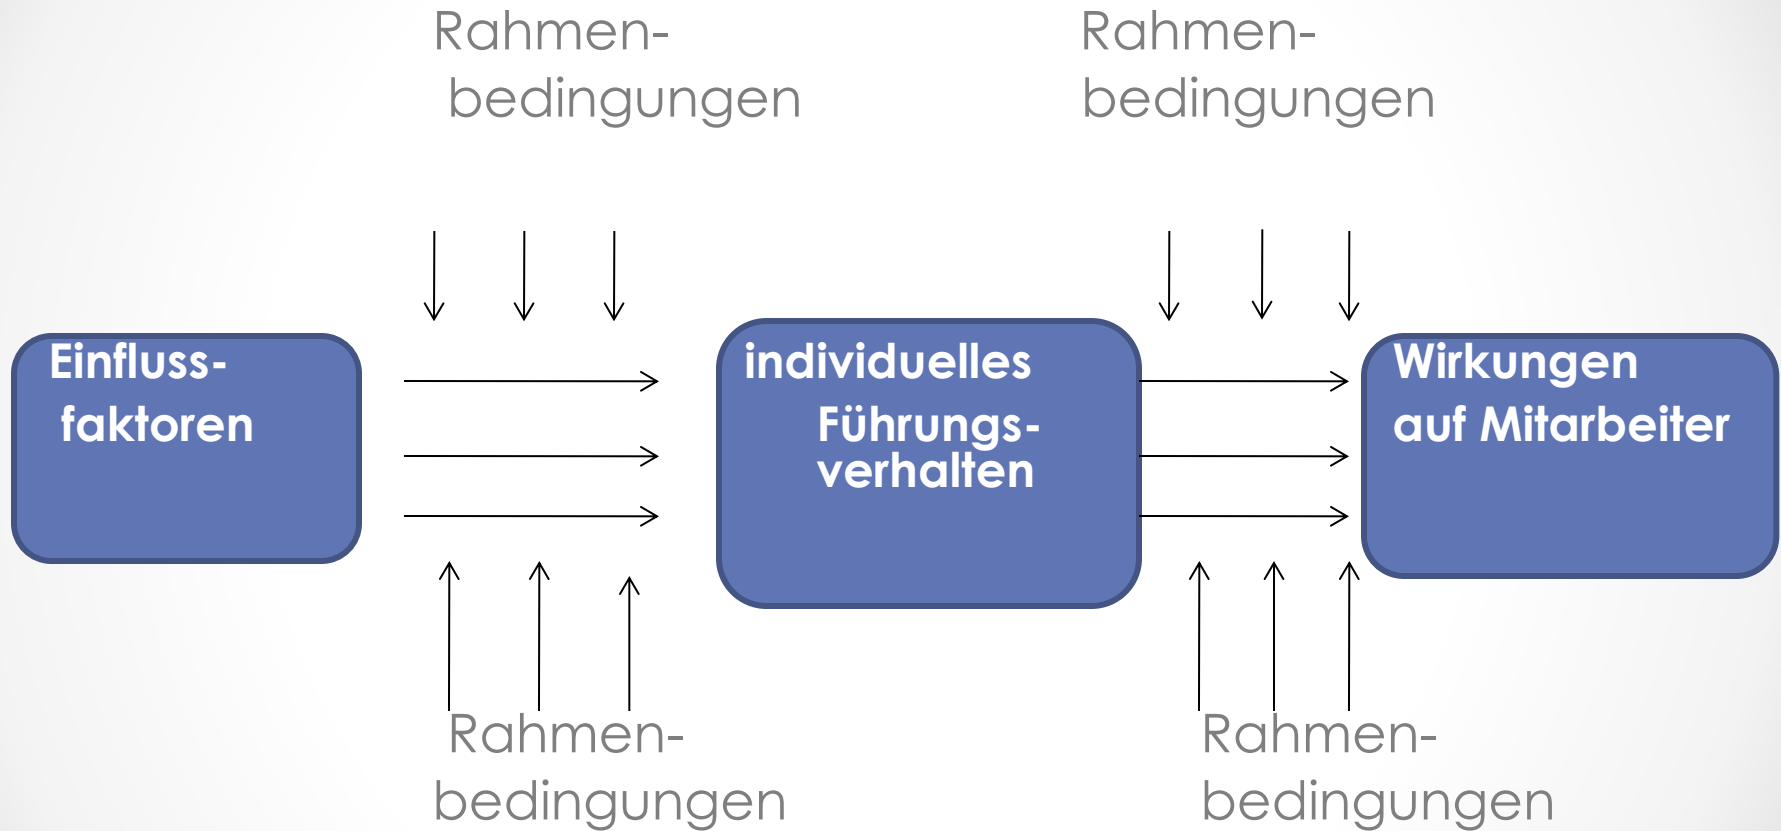 Rahmen-
bedingungen
Rahmen-
bedingungen
Einfluss-
faktoren
individuelles
Führungs-
verhalten
Wirkungen
auf Mitarbeiter
Rahmen-
bedingungen
Rahmen-
bedingungen